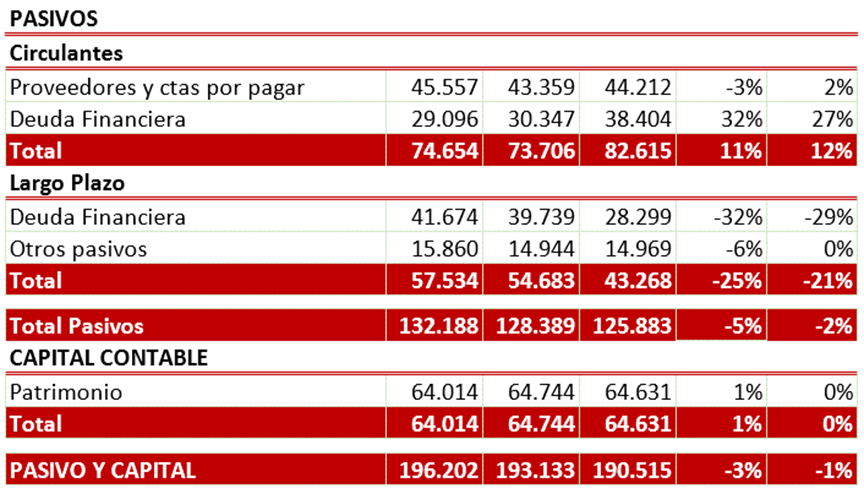 PASIVOS
Circulantes
Proveedores y ctas por pagar 45.557 43.359 44.212 -3% 2%
Deuda Financiera 29.096 30.347 38.404 32% 27%
Total 74.654 73.706 82.615 11% 12%
Largo Plazo
Deuda Financiera 41.674 39.739 28.299 -32% -29%
Otros pasivos 15.860 14.944 14.969 -6% 0%
Total 57.534 54.683 43.268 -25% -21%
Total Pasivos 132.188 128.389 125.883 -5% -2%
CAPITAL CONTABLE
Patrimonio 64.014 64.744 64.631 1% 0%
Total 64.014 64.744 64.631 1% 0%
PASIVO Y CAPITAL 196.202 193.133 190.515 -3% -1%